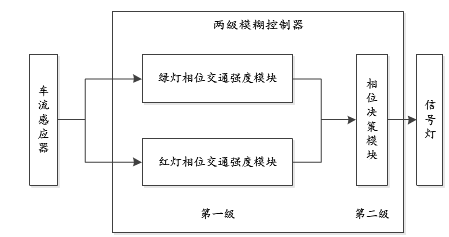 两级模糊控制器
车流感应器
绿灯相位交通强度模块
红灯相位交通强度模块
相位决策模块
信号灯
第一级
第二级